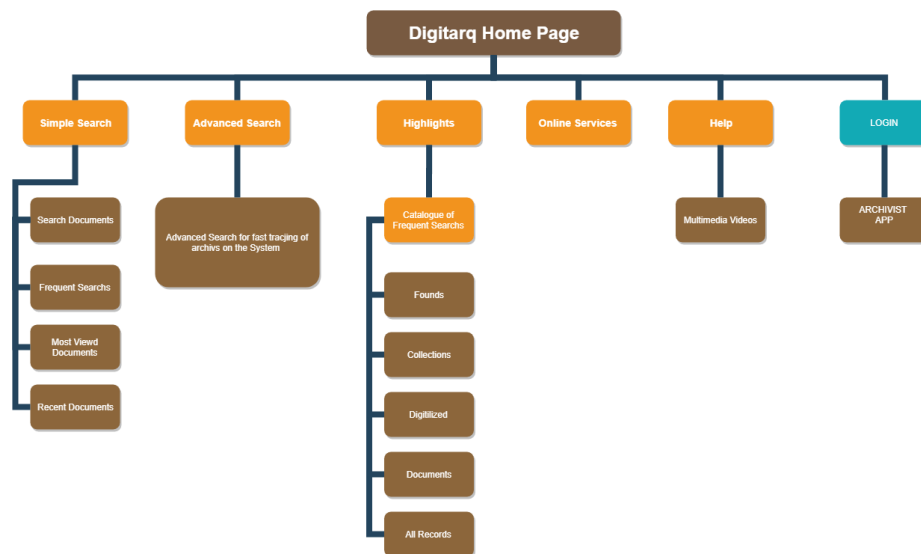 Digitarq Home Page
Simple Search
Advanced Search
Highlights
Online Services
Help
LOGIN
Search Documents
Frequent Searchs
Most Viewd
Documents
Recent Documents
Advanced Search for fast tracjing of
archivs on the System
Catalogue of
Frequent Searchs
Founds
Collections
Digitilized
Documents
All Records
Multimedia Videos
ARCHIVIST
APP